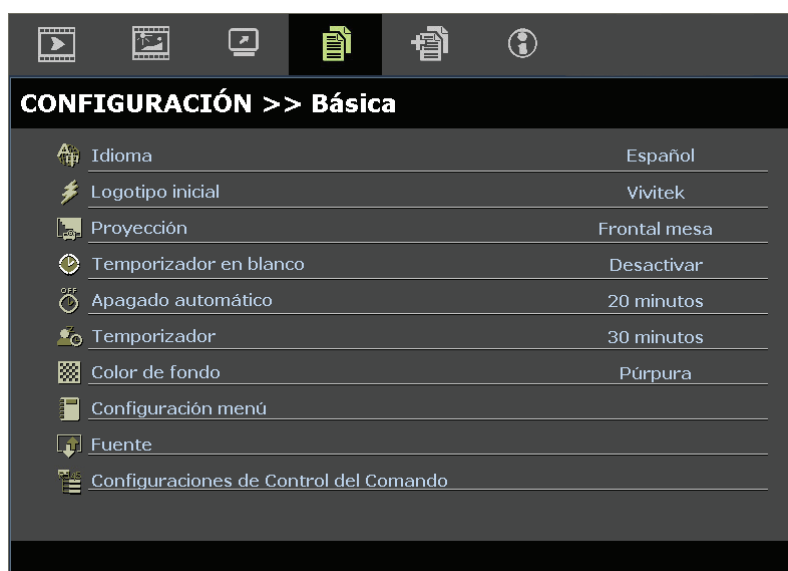 CONFIGURACIÓN >> Básica
Idioma Español
Logotipo inicial Vivitek
Proyección Frontal mesa
Temporizador en blanco Desactivar
OFF
Apagado automático 20 minutos
Temporizador 30 minutos
Color de fondo Púrpura
Configuración menú
Fuente
Configuraciones de Control del Comando